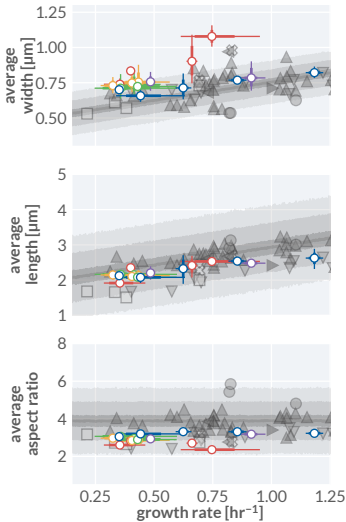 1.25
1.00
0.75
0.50
average
width [µm]
5
4
3
2
1
average
length [µm]
8
6
4
2
average
aspect ratio
0.25 0.50 0.75 1.00 1.25
growth rate [hr⁻¹]